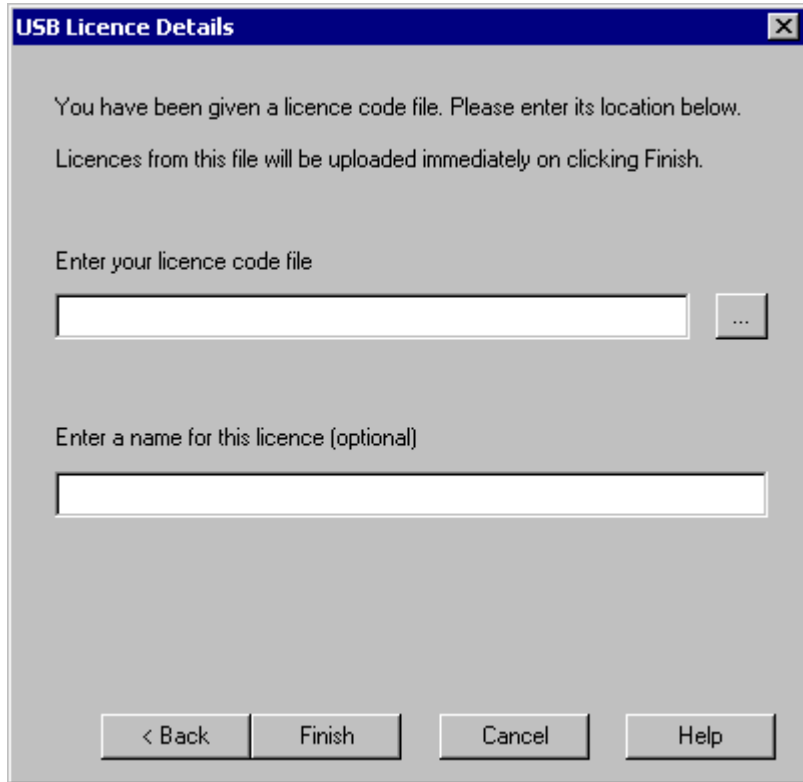 USB Licence Details
You have been given a licence code file. Please enter its location below.
Licences from this file will be uploaded immediately on clicking Finish.
Enter your licence code file
...
Enter a name for this licence (optional)
< Back Finish Cancel Help